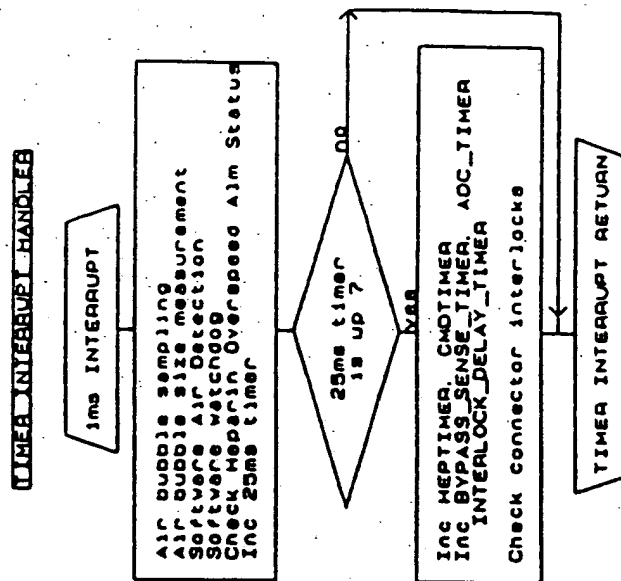 TIMER INTERRUPT HANDLER
1ms INTERRUPT
Air bubble sampling
Air bubble size measurement
Software Air Detection
Software watchdog
Check Heparin Overspeed Alm Status
Inc 25ms timer
25ms timer
is up ?
no
yes
Inc HEPTIMER, CMDTIMER
Inc BYPASS_SENSE_TIMER, ADC_TIMER
INTERLOCK_DELAY_TIMER
Check connector interlocks
TIMER INTERRUPT RETURN